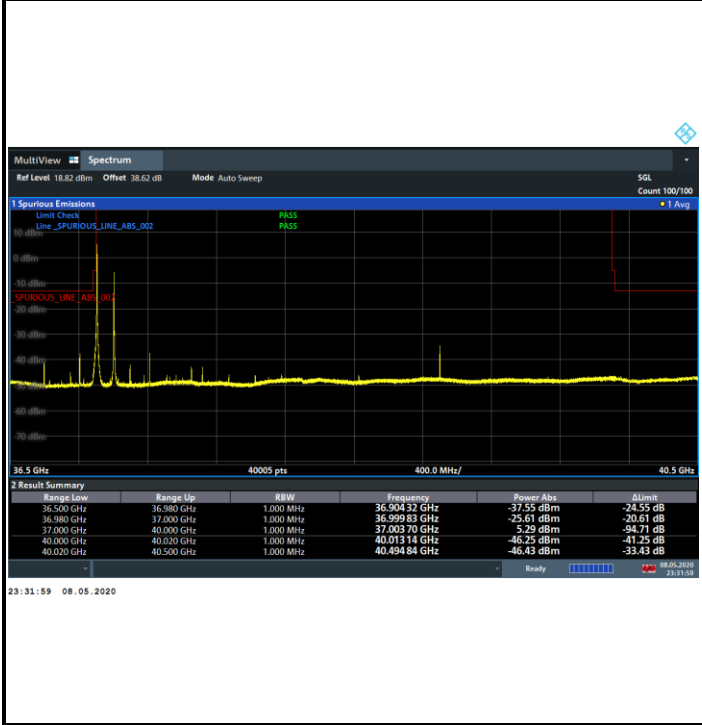 MultiView Spectrum
Ref Level 18.82 dBm Offset 38.62 dB Mode Auto Sweep SGL
Count 100/100
1 Spurious Emissions 1 Avg
Limit Check PASS
Line _SPURIOUS_LINE_ABS_002 PASS
10 dBm
0 dBm
-10 dBm
_SPURIOUS_LINE_ABS_002
-20 dBm
-30 dBm
-40 dBm
-50 dBm
-60 dBm
-70 dBm
36.5 GHz 40005 pts 400.0 MHz/ 40.5 GHz
2 Result Summary
Range Low Range Up RBW Frequency Power Abs ΔLimit
36.500 GHz 36.980 GHz 1.000 MHz 36.904 32 GHz -37.55 dBm -24.55 dB
36.980 GHz 37.000 GHz 1.000 MHz 36.999 83 GHz -25.61 dBm -20.61 dB
37.000 GHz 40.000 GHz 1.000 MHz 37.003 70 GHz 5.29 dBm -94.71 dB
40.000 GHz 40.020 GHz 1.000 MHz 40.013 14 GHz -46.25 dBm -41.25 dB
40.020 GHz 40.500 GHz 1.000 MHz 40.494 84 GHz -46.43 dBm -33.43 dB
Ready 08.05.2020
23:31:59
23:31:59 08.05.2020